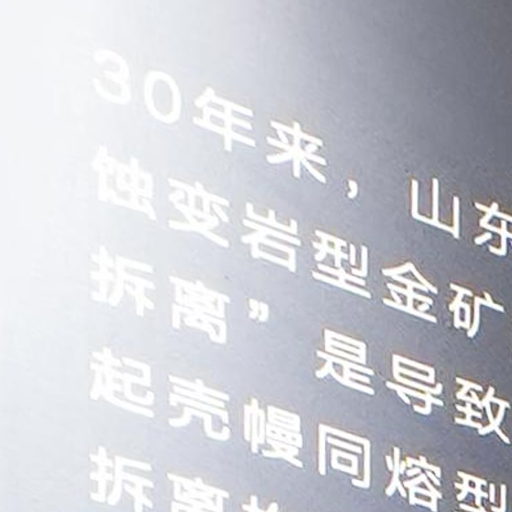 30年来，山东
蚀变岩型金矿
拆离”是导致
起壳幔同熔型
拆离